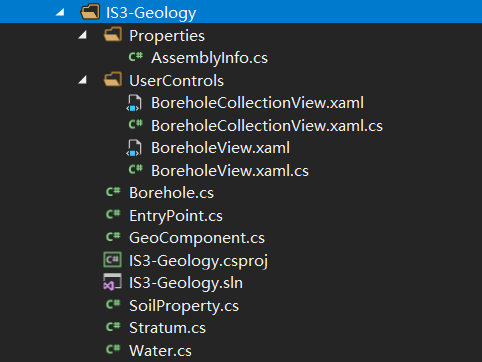 IS3-Geology
Properties
C# AssemblyInfo.cs
UserControls
BoreholeCollectionView.xaml
C# BoreholeCollectionView.xaml.cs
BoreholeView.xaml
C# BoreholeView.xaml.cs
C# Borehole.cs
C# EntryPoint.cs
C# GeoComponent.cs
C# IS3-Geology.csproj
IS3-Geology.sln
C# SoilProperty.cs
C# Stratum.cs
C# Water.cs